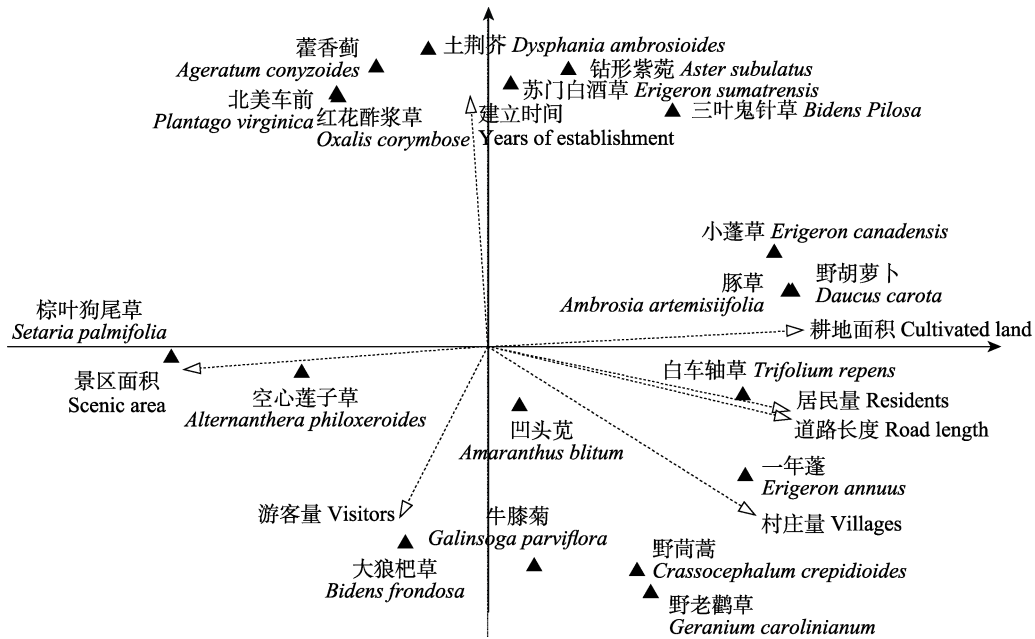 藿香蓟
Ageratum conyzoides
土荆芥 Dysphania ambrosioides
钻形紫菀 Aster subulatus
苏门白酒草 Erigeron sumatrensis
北美车前
Plantago virginica
红花酢浆草
Oxalis corymbose
建立时间
Years of establishment
三叶鬼针草 Bidens Pilosa
小蓬草 Erigeron canadensis
豚草
Ambrosia artemisiifolia
野胡萝卜
Daucus carota
耕地面积 Cultivated land
棕叶狗尾草
Setaria palmifolia
景区面积
Scenic area
空心莲子草
Alternanthera philoxeroides
白车轴草 Trifolium repens
居民量 Residents
道路长度 Road length
凹头苋
Amaranthus blitum
一年蓬
Erigeron annuus
村庄量 Villages
游客量 Visitors
牛膝菊
Galinsoga parviflora
大狼杷草
Bidens frondosa
野茼蒿
Crassocephalum crepidioides
野老鹳草
Geranium carolinianum